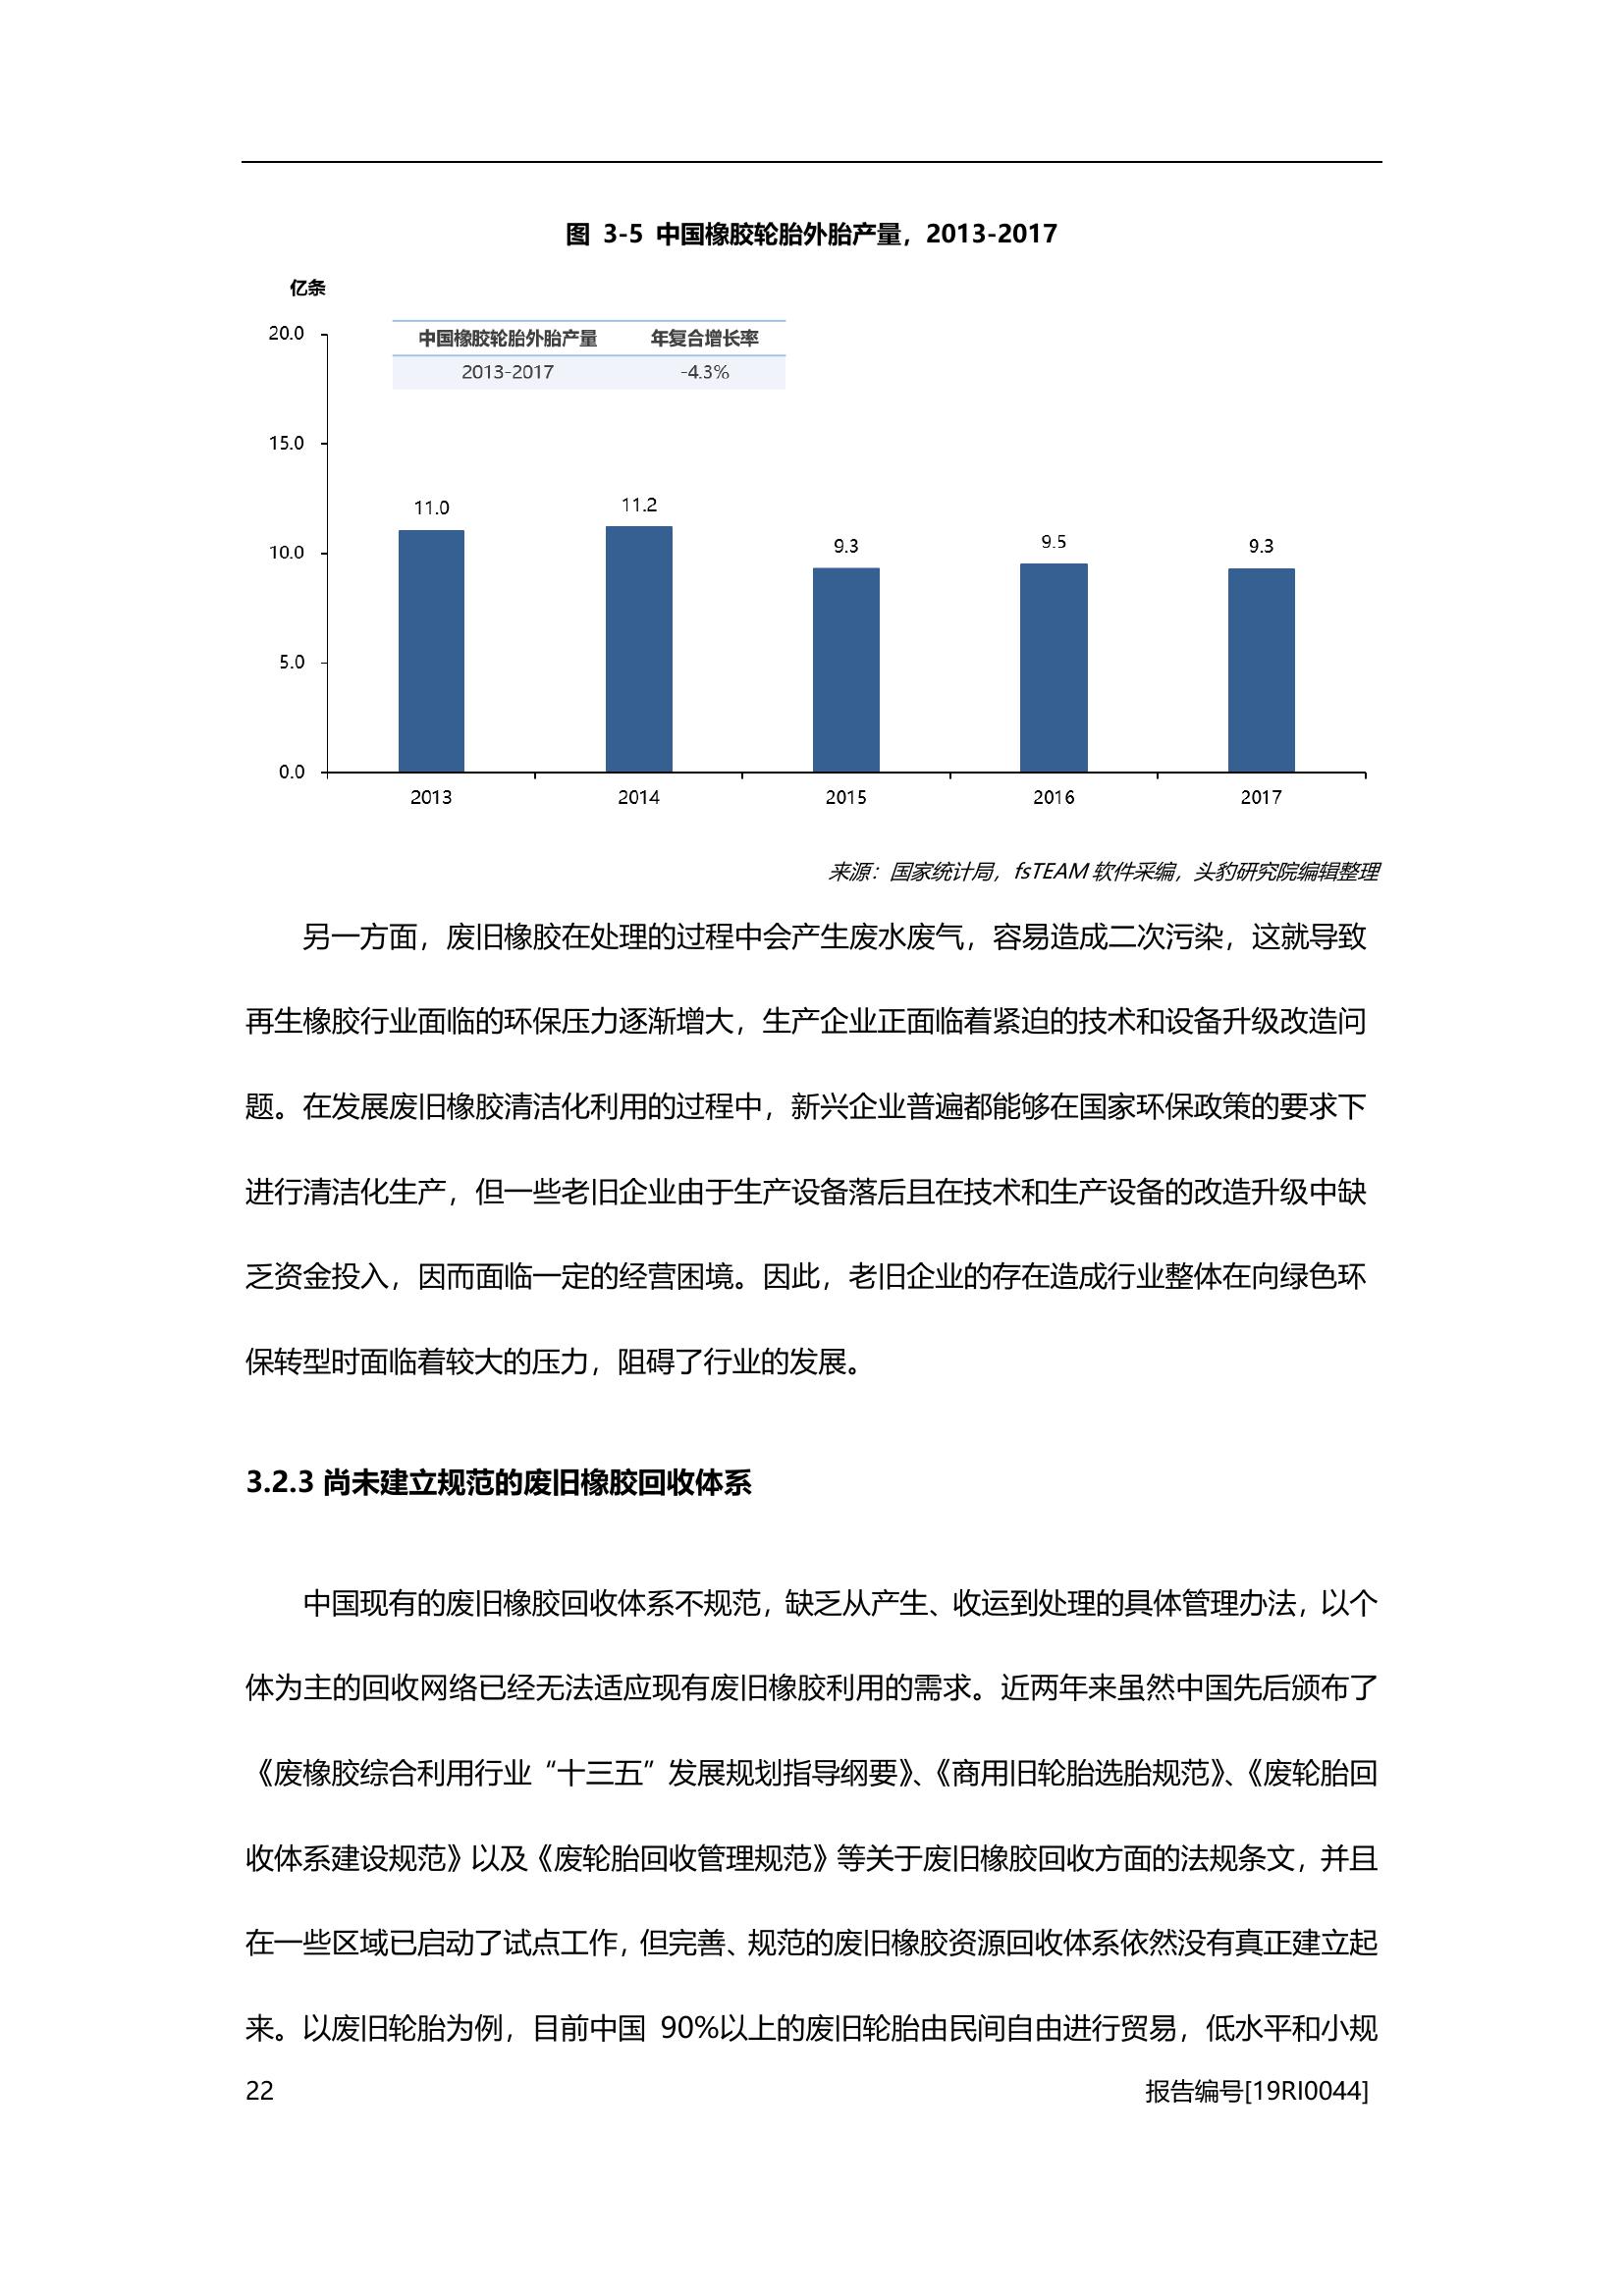 图 3-5 中国橡胶轮胎外胎产量，2013-2017
亿条
中国橡胶轮胎外胎产量 年复合增长率
2013-2017 -4.3%
20.0
15.0
10.0
5.0
0.0
11.0 11.2 9.3 9.5 9.3
2013 2014 2015 2016 2017
来源：国家统计局，fsTEAM 软件采编，头豹研究院编辑整理
另一方面，废旧橡胶在处理的过程中会产生废水废气，容易造成二次污染，这就导致
再生橡胶行业面临的环保压力逐渐增大，生产企业正面临着紧迫的技术和设备升级改造问
题。在发展废旧橡胶清洁化利用的过程中，新兴企业普遍都能够在国家环保政策的要求下
进行清洁化生产，但一些老旧企业由于生产设备落后且在技术和生产设备的改造升级中缺
乏资金投入，因而面临一定的经营困境。因此，老旧企业的存在造成行业整体在向绿色环
保转型时面临着较大的压力，阻碍了行业的发展。
3.2.3 尚未建立规范的废旧橡胶回收体系
中国现有的废旧橡胶回收体系不规范，缺乏从产生、收运到处理的具体管理办法，以个
体为主的回收网络已经无法适应现有废旧橡胶利用的需求。近两年来虽然中国先后颁布了
《废橡胶综合利用行业“十三五”发展规划指导纲要》、《商用旧轮胎选胎规范》、《废轮胎回
收体系建设规范》以及《废轮胎回收管理规范》等关于废旧橡胶回收方面的法规条文，并且
在一些区域已启动了试点工作，但完善、规范的废旧橡胶资源回收体系依然没有真正建立起
来。以废旧轮胎为例，目前中国 90%以上的废旧轮胎由民间自由进行贸易，低水平和小规
22 报告编号[19RI0044]